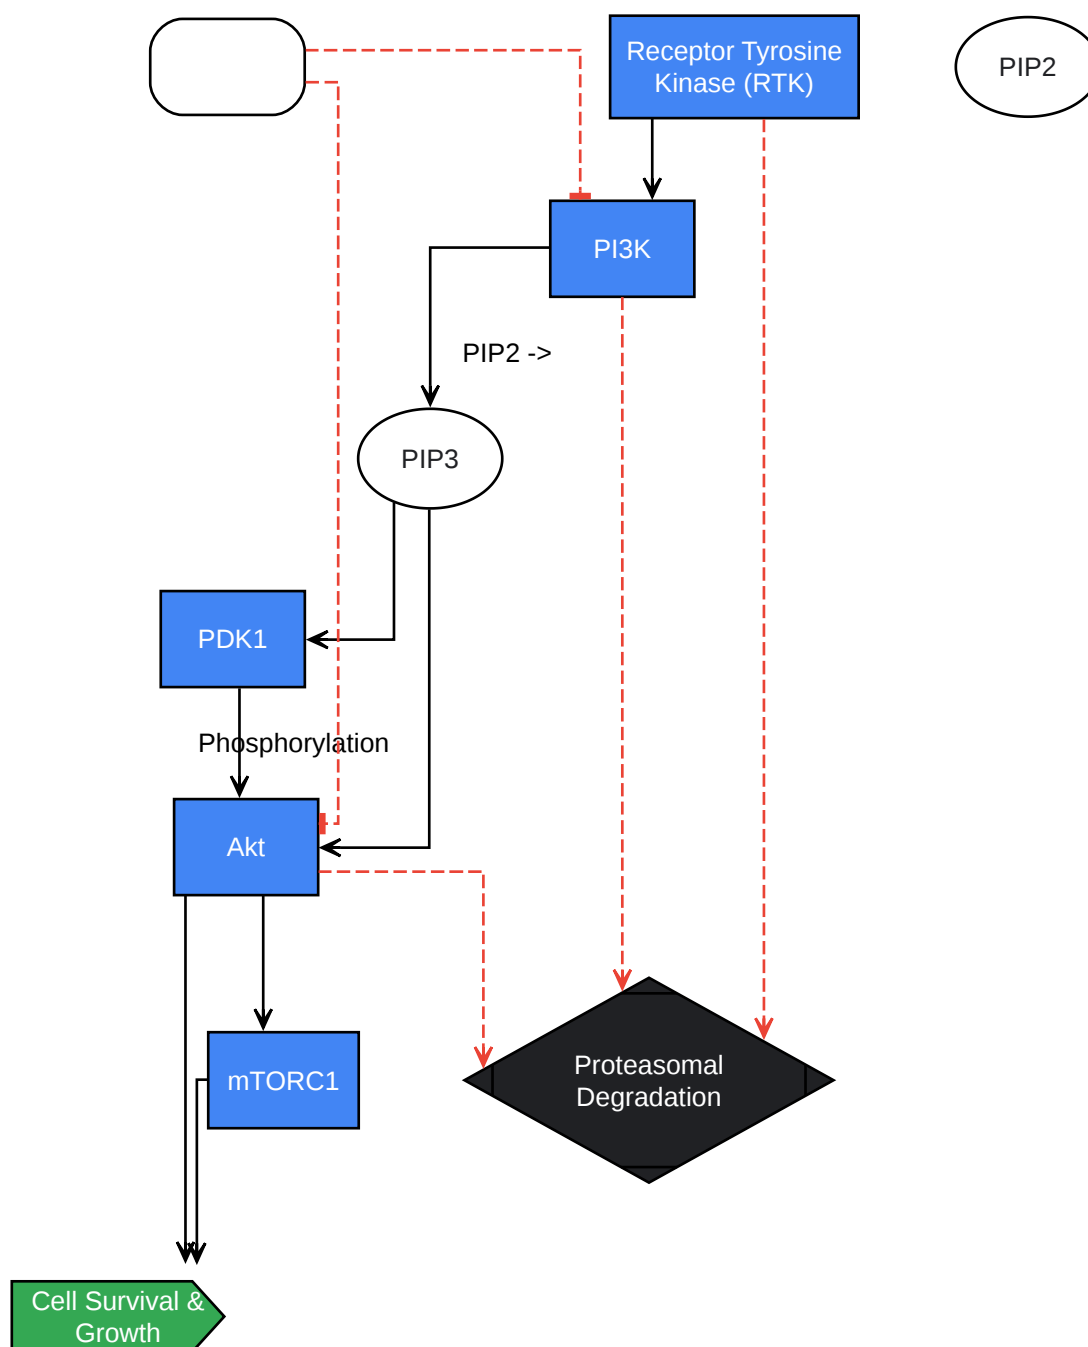 Receptor Tyrosine
Kinase (RTK)
PIP2
PI3K
PIP2 ->
PIP3
PDK1
Phosphorylation
Akt
Proteasomal
Degradation
mTORC1
Cell Survival &
Growth